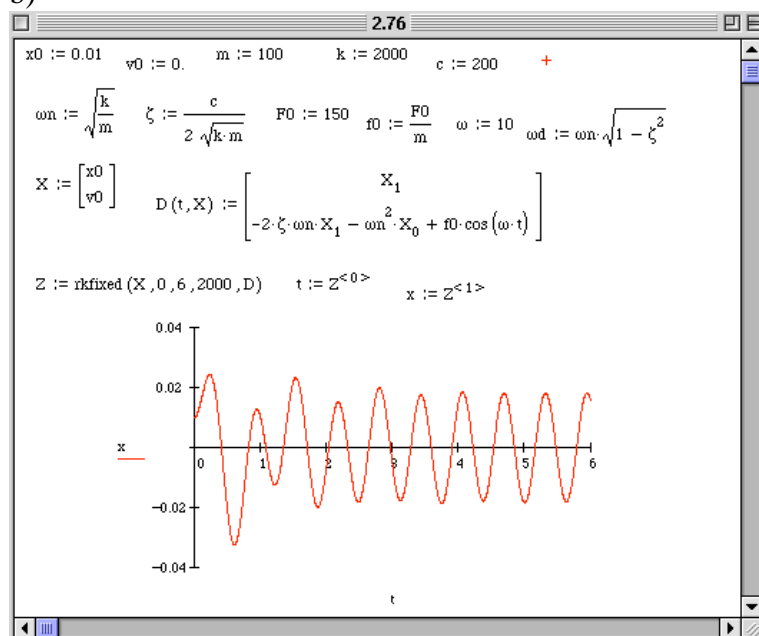 b)
2.76
x0 := 0.01 v0 := 0. m := 100 k := 2000 c := 200 +
ωn := √(k/m) ζ := c/(2 √(k·m)) F0 := 150 f0 := F0/m ω := 10 ωd := ωn·√(1 − ζ²)
X := [x0 v0] D(t,X) := [X₁ −2·ζ·ωn·X₁ − ωn²·X₀ + f0·cos(ω·t)]
Z := rkfixed(X,0,6,2000,D) t := Z^<0> x := Z^<1>
0.04
0.02
x
0 1 2 3 4 5 6
−0.02
−0.04
t